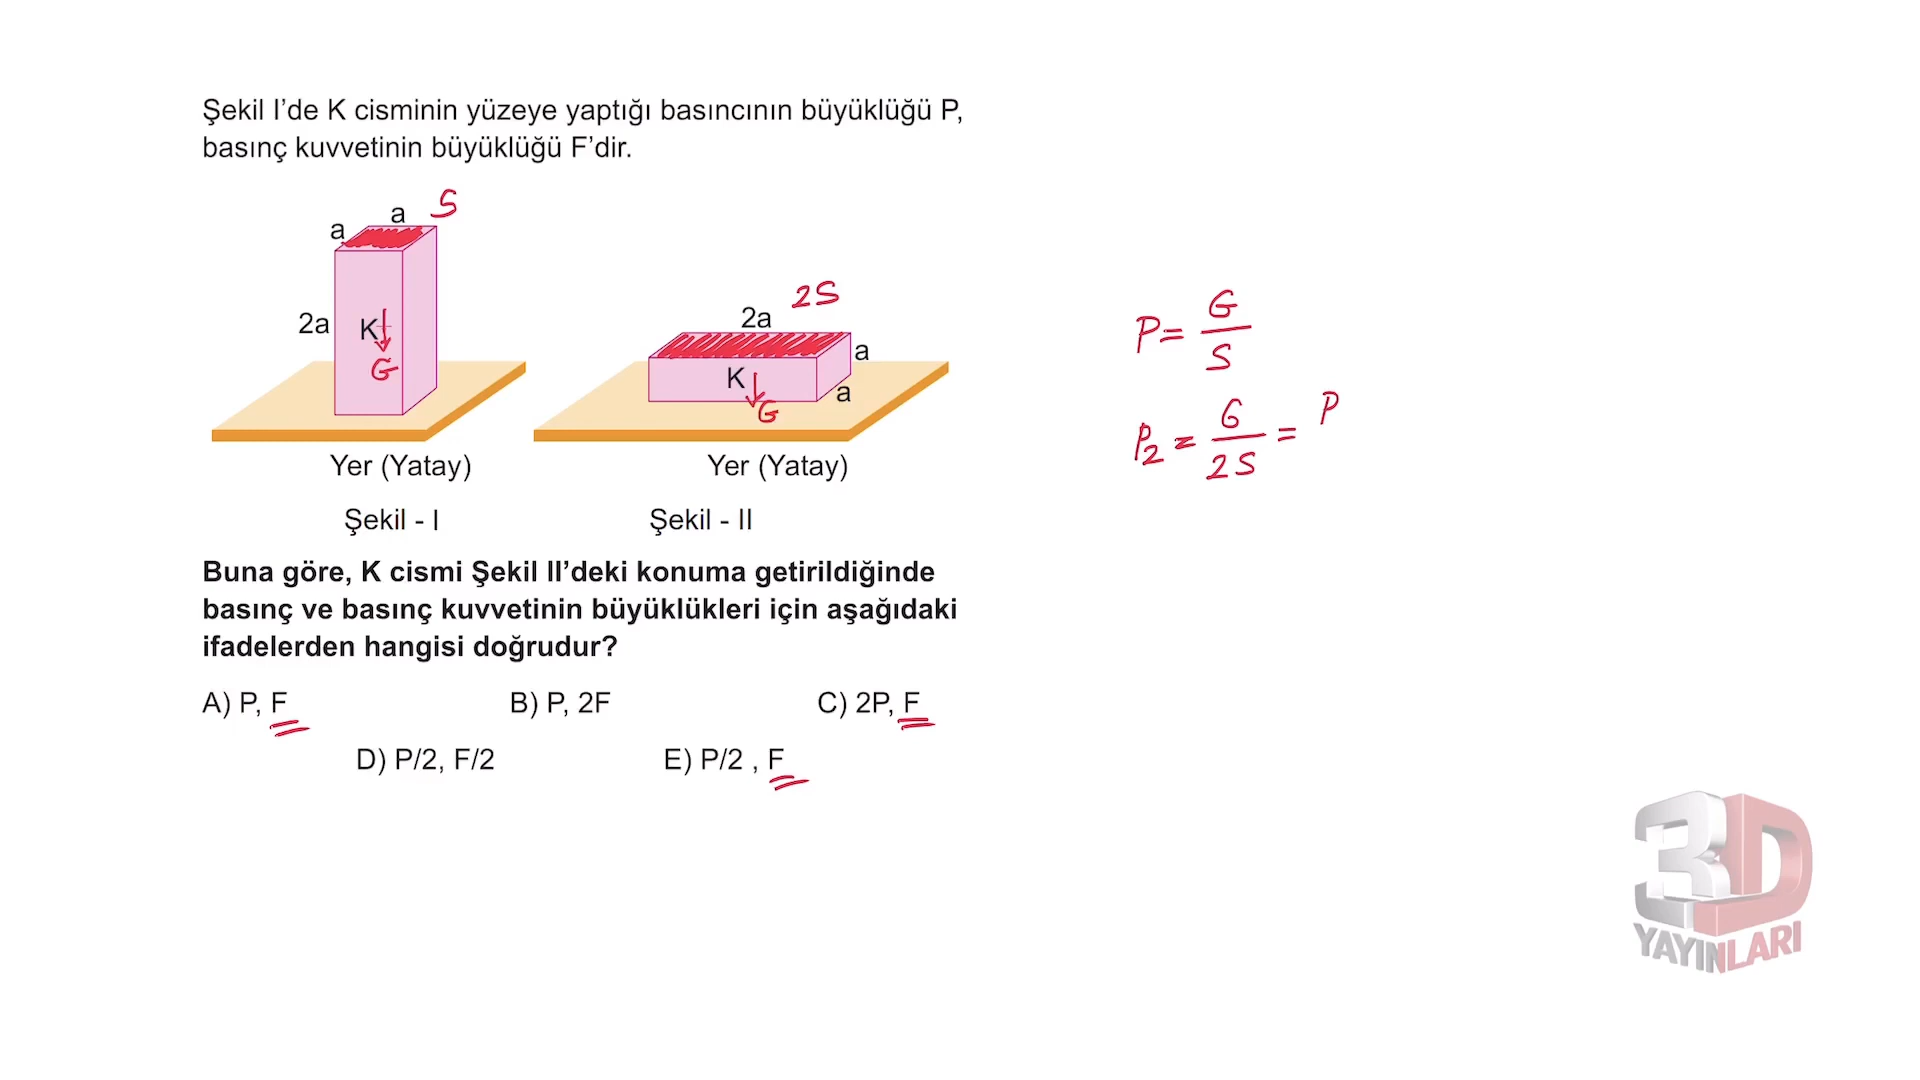 Şekil I’de K cisminin yüzeye yaptığı basıncının büyüklüğü P,
basınç kuvvetinin büyüklüğü F’dir.
a
a
S
2a
K
G
2S
2a
a
K
a
G
Yer (Yatay)
Yer (Yatay)
Şekil - I
Şekil - II
P = G/S
P₂ = G/2S = P
Buna göre, K cismi Şekil II’deki konuma getirildiğinde
basınç ve basınç kuvvetinin büyüklükleri için aşağıdaki
ifadelerden hangisi doğrudur?
A) P, F B) P, 2F C) 2P, F
D) P/2, F/2 E) P/2 , F
3D
YAYINLARI